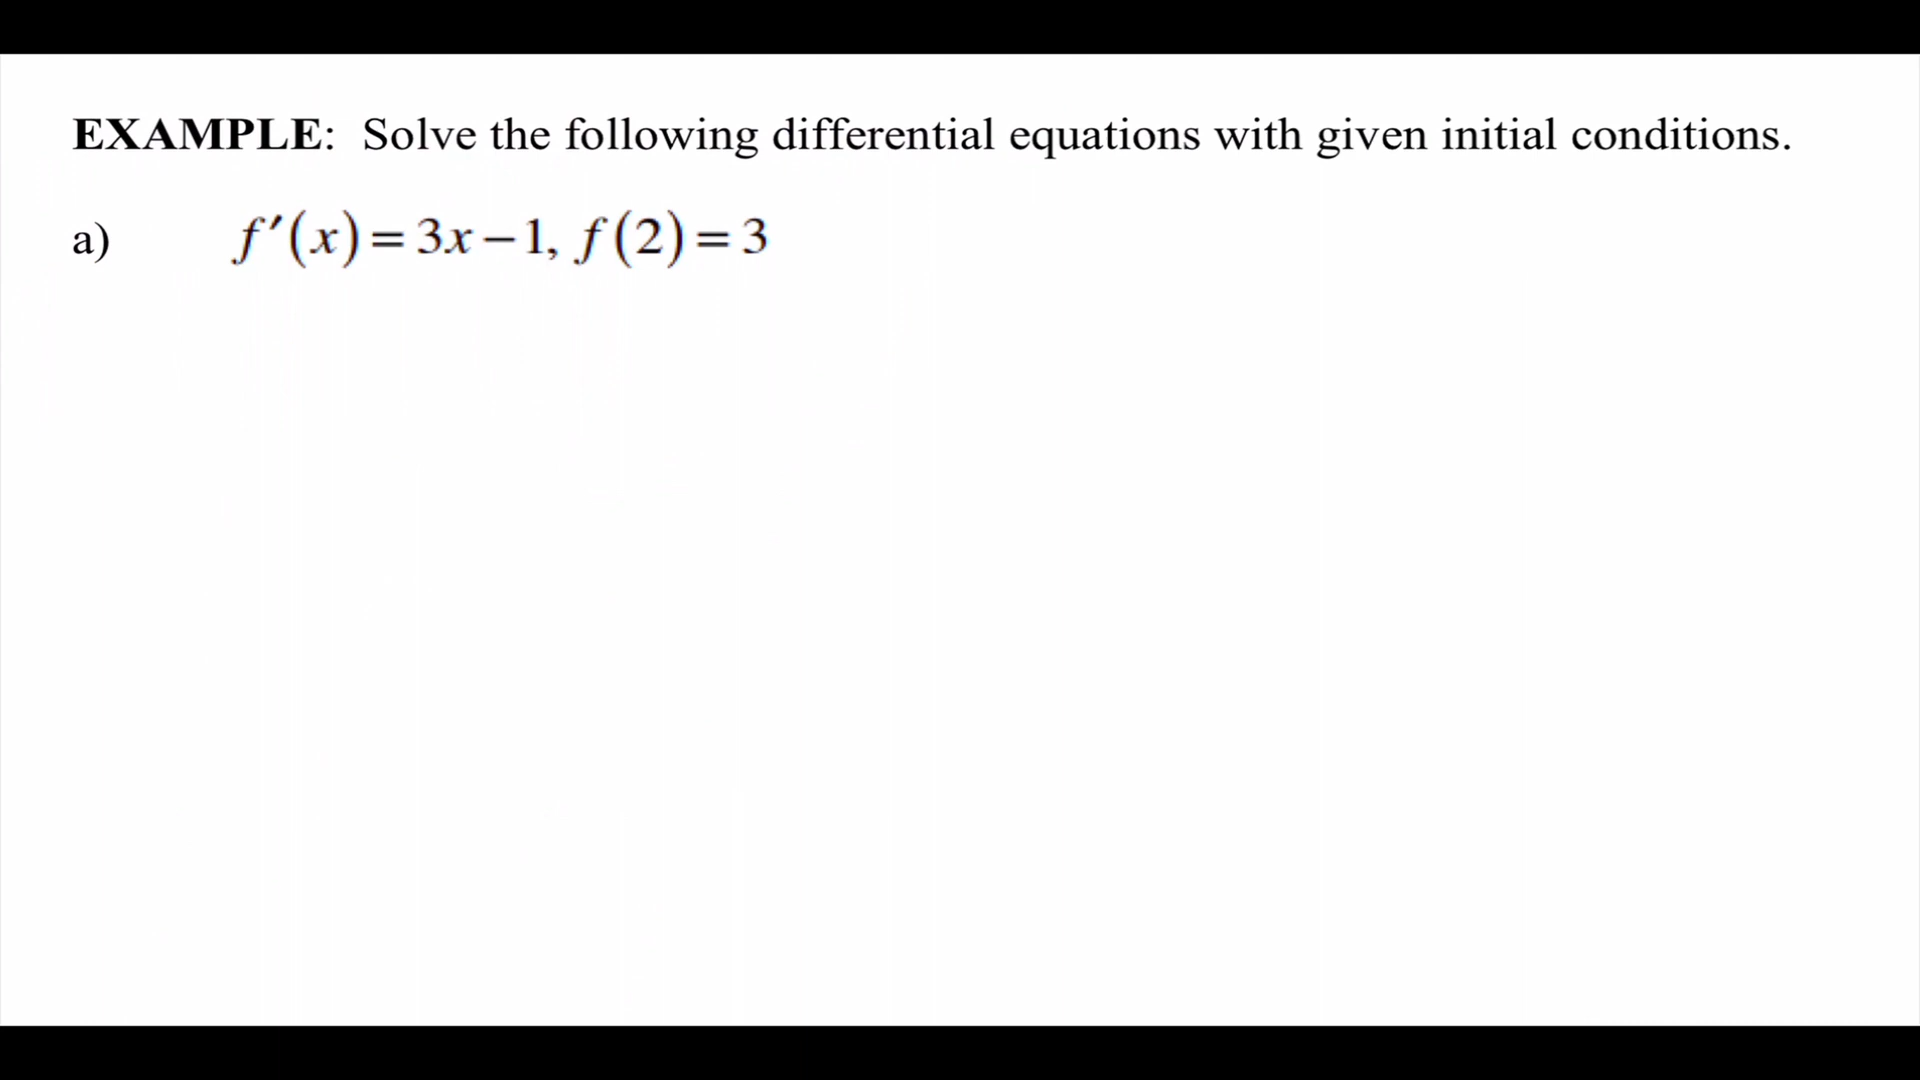 EXAMPLE: Solve the following differential equations with given initial conditions.
a) f′(x)=3x−1, f(2)=3